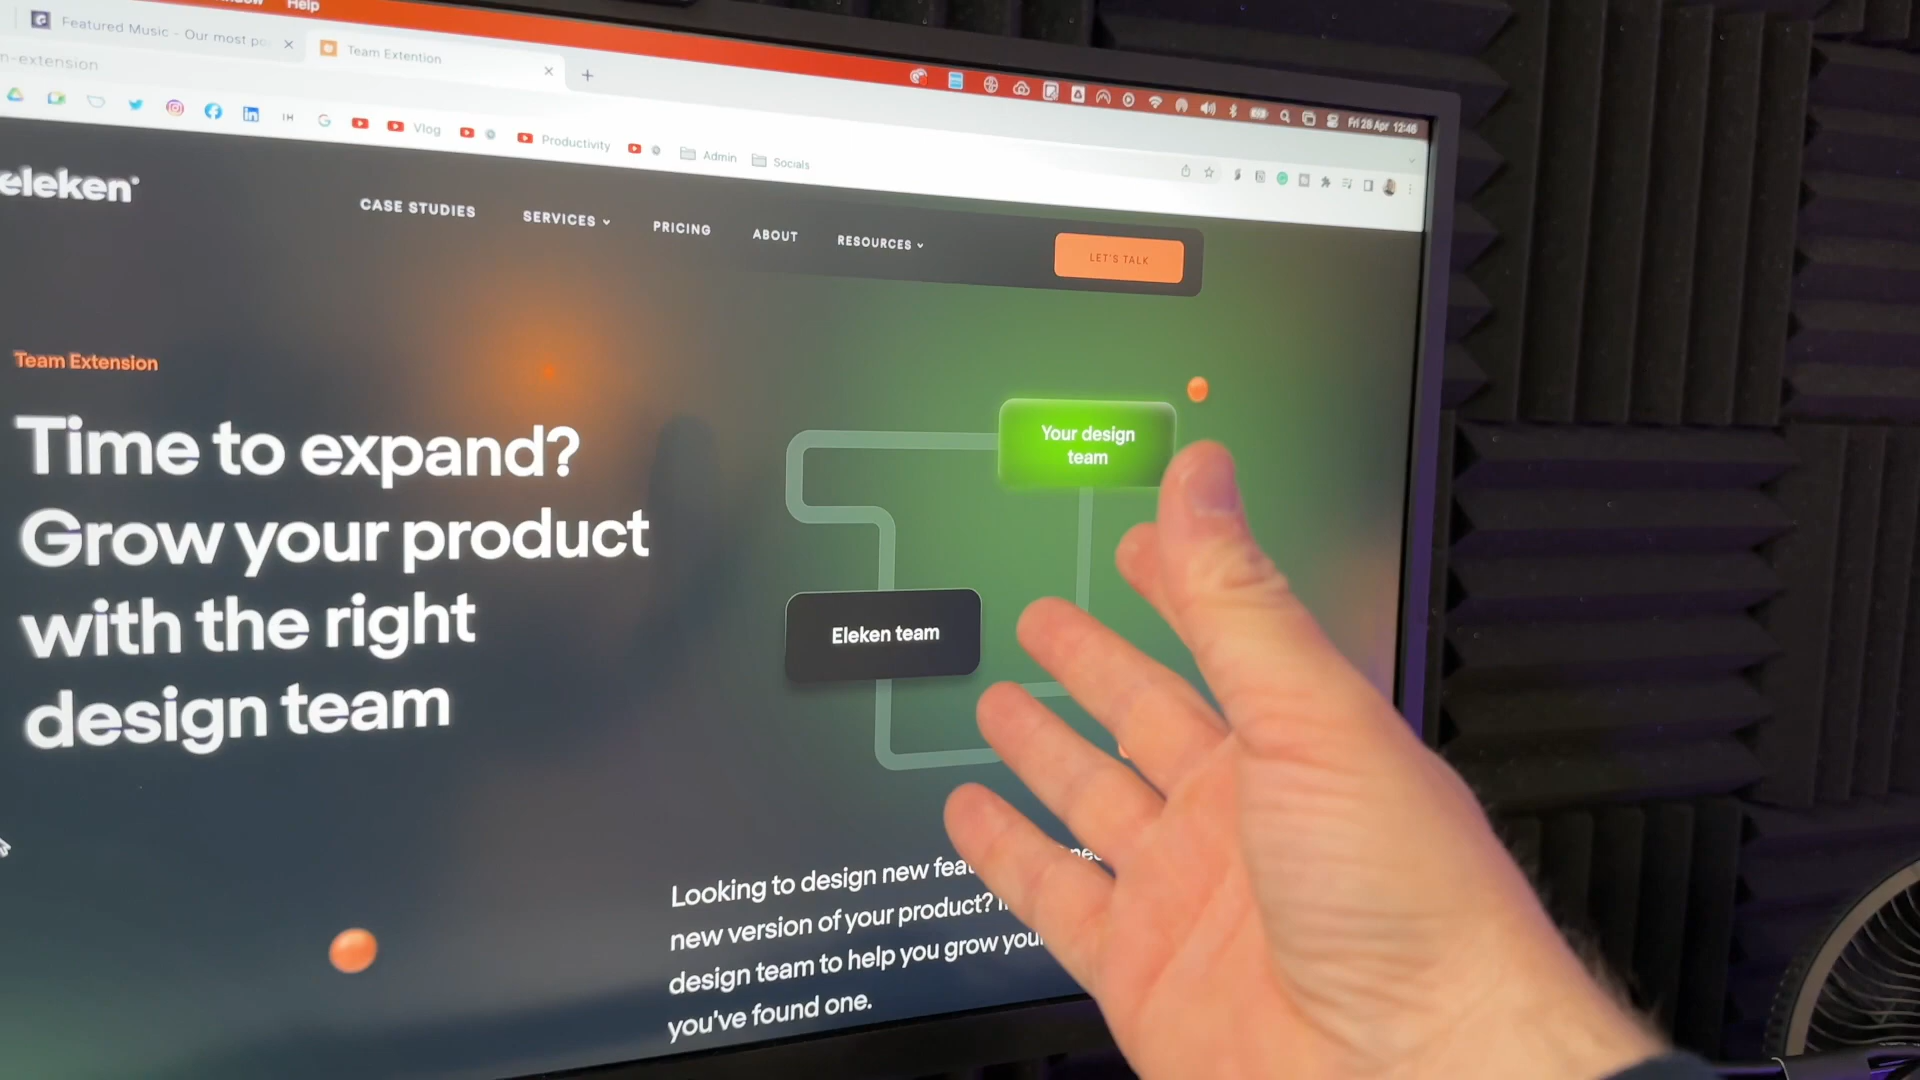 Help
Featured Music - Our most po
Team Extention
n-extension
Fri 28 Apr 12:46
Vlog
Productivity
Admin
Socials
eleken
CASE STUDIES
SERVICES
PRICING
ABOUT
RESOURCES
LET'S TALK
Team Extension
Time to expand?
Grow your product
with the right
design team
Your design
team
Eleken team
Looking to design new
new version of your product?
design team to help you grow your
you've found one.